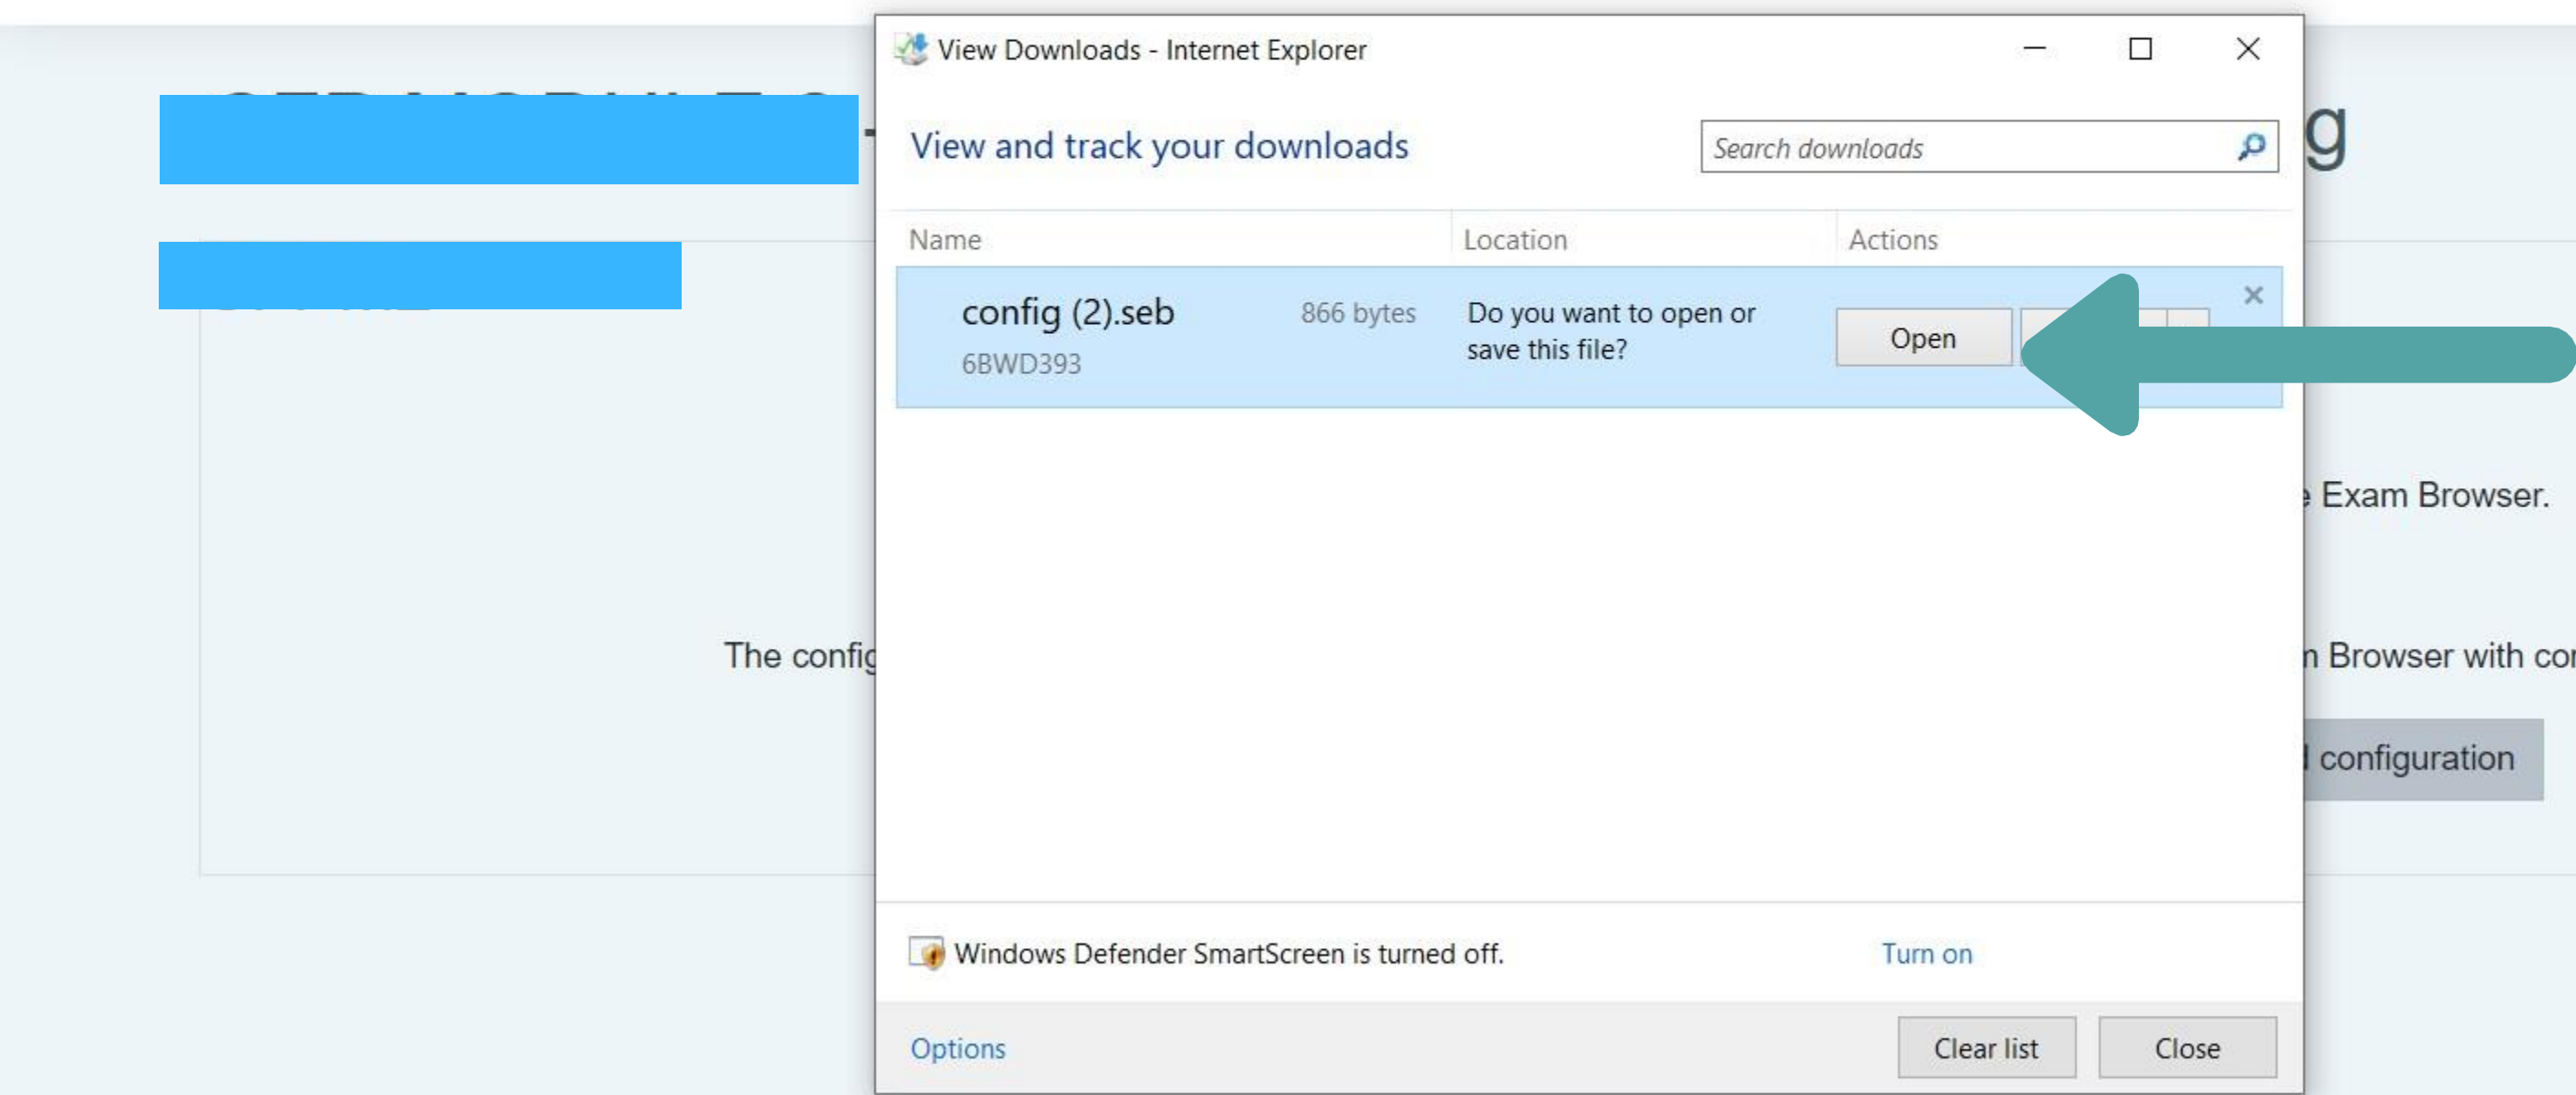 View Downloads - Internet Explorer
View and track your downloads
Search downloads
g
Name Location Actions
config (2).seb 866 bytes Do you want to open or
save this file?
Open
6BWD393
Exam Browser.
The config
Browser with
configuration
Windows Defender SmartScreen is turned off. Turn on
Options Clear list Close